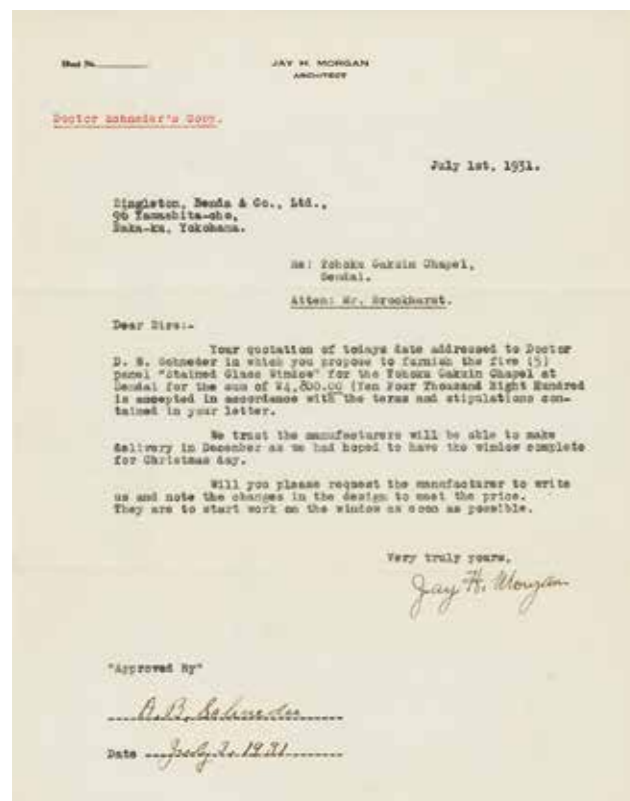 Sheet No.
JAY H. MORGAN
ARCHITECT
Doctor Schneder's Copy.
July 1st, 1931.
Singleton, Benda & Co., Ltd.,
96 Yamashita-cho,
Naka-ku, Yokohama.
Re: Tohoku Gakuin Chapel,
Sendai.
Atten: Mr. Brockhurst.
Dear Sirs:-
Your quotation of todays date addressed to Doctor
D. B. Schneder in which you propose to furnish the five (5)
panel "Stained Glass Window" for the Tohoku Gakuin Chapel at
Sendai for the sum of ¥4,800.00 (Yen Four Thousand Eight Hundred
is accepted in accordance with the terms and stipulations con-
tained in your letter.
We trust the manufacturers will be able to make
delivery in December as we had hoped to have the window complete
for Christmas day.
Will you please request the manufacturer to write
us and note the changes in the design to meet the price.
They are to start work on the window as soon as possible.
Very truly yours,
Jay H. Morgan
"Approved By"
D. B. Schneder
Date July 2, 1931